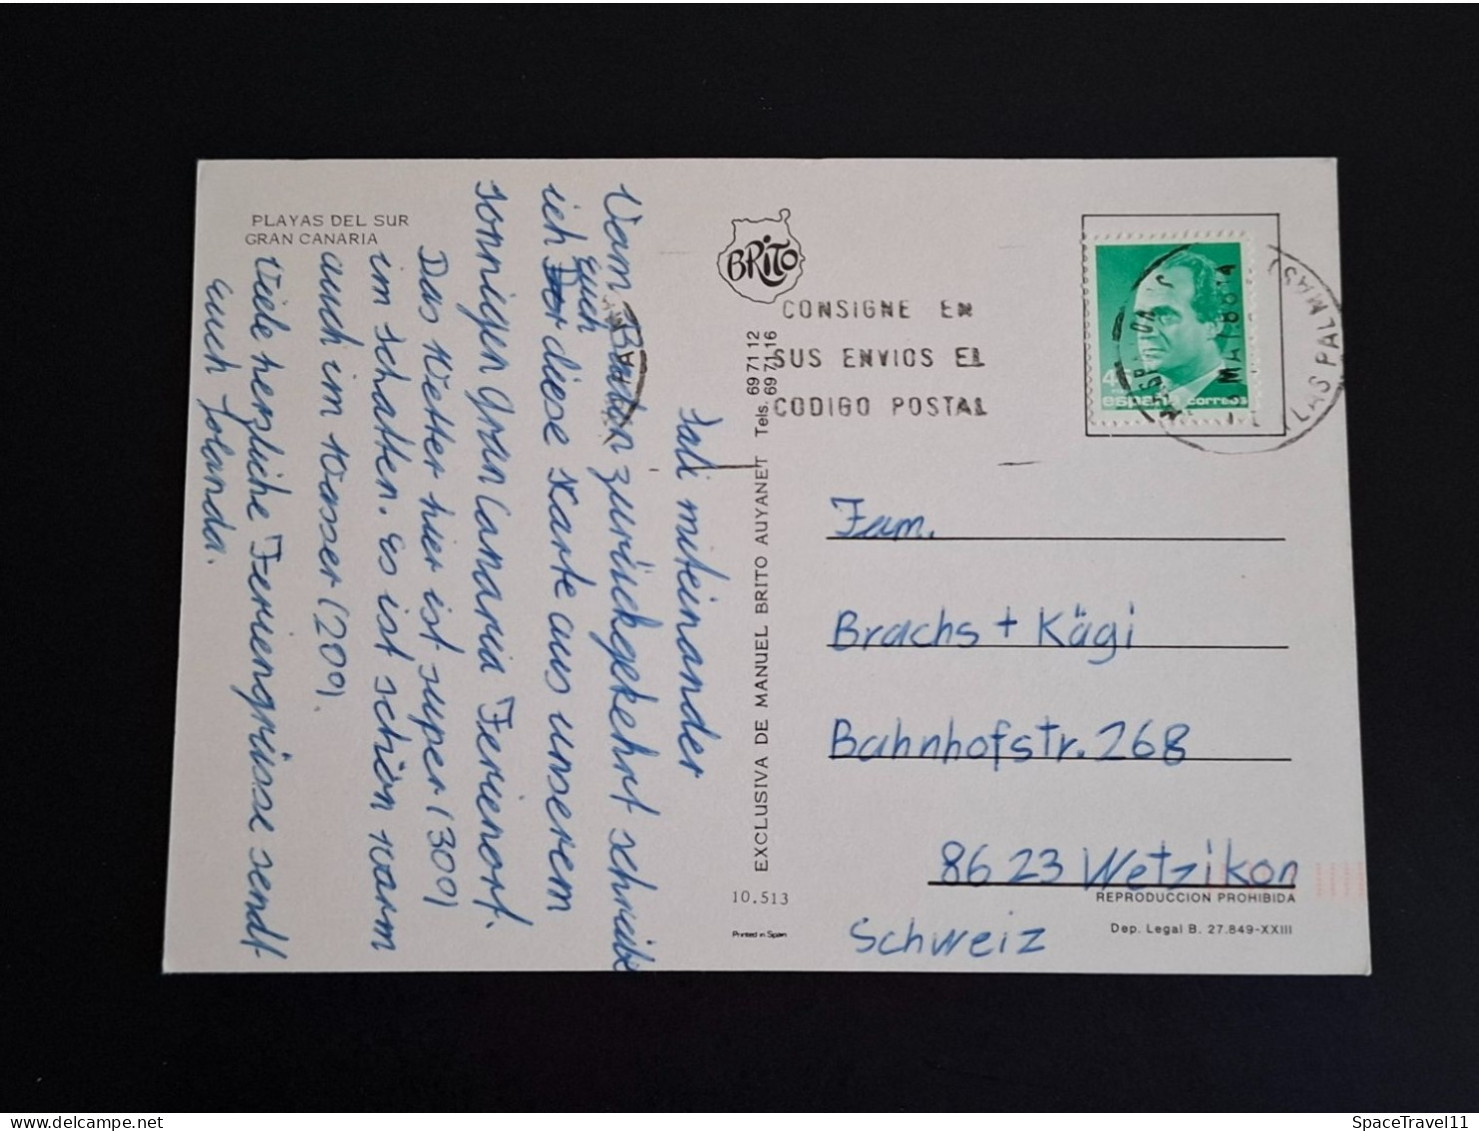 PLAYAS DEL SUR
GRAN CANARIA
Sali miteinander
Vom Baden zurückgekehrt schreibe
ich euch diese Karte aus unserem
sonnigen Gran Canaria Ferienort.
Das Wetter hier ist super (30°)
im schatten. Es ist schön warm
auch im Wasser (20°).
Viele herzliche Feriengrüsse sendt
euch Jolanda.
BRITO
EXCLUSIVA DE MANUEL BRITO AUYANET Tels. 69 71 12
69 71 16
10.513
Printed in Spain
CONSIGNE EN
SUS ENVIOS EL
CODIGO POSTAL
españa correos
(LAS PALMAS)
Fam.
Brachs + Kägi
Bahnhofstr. 268
8623 Wetzikon
Schweiz
REPRODUCCION PROHIBIDA
Dep. Legal B. 27.849-XXIII
SpaceTravel11